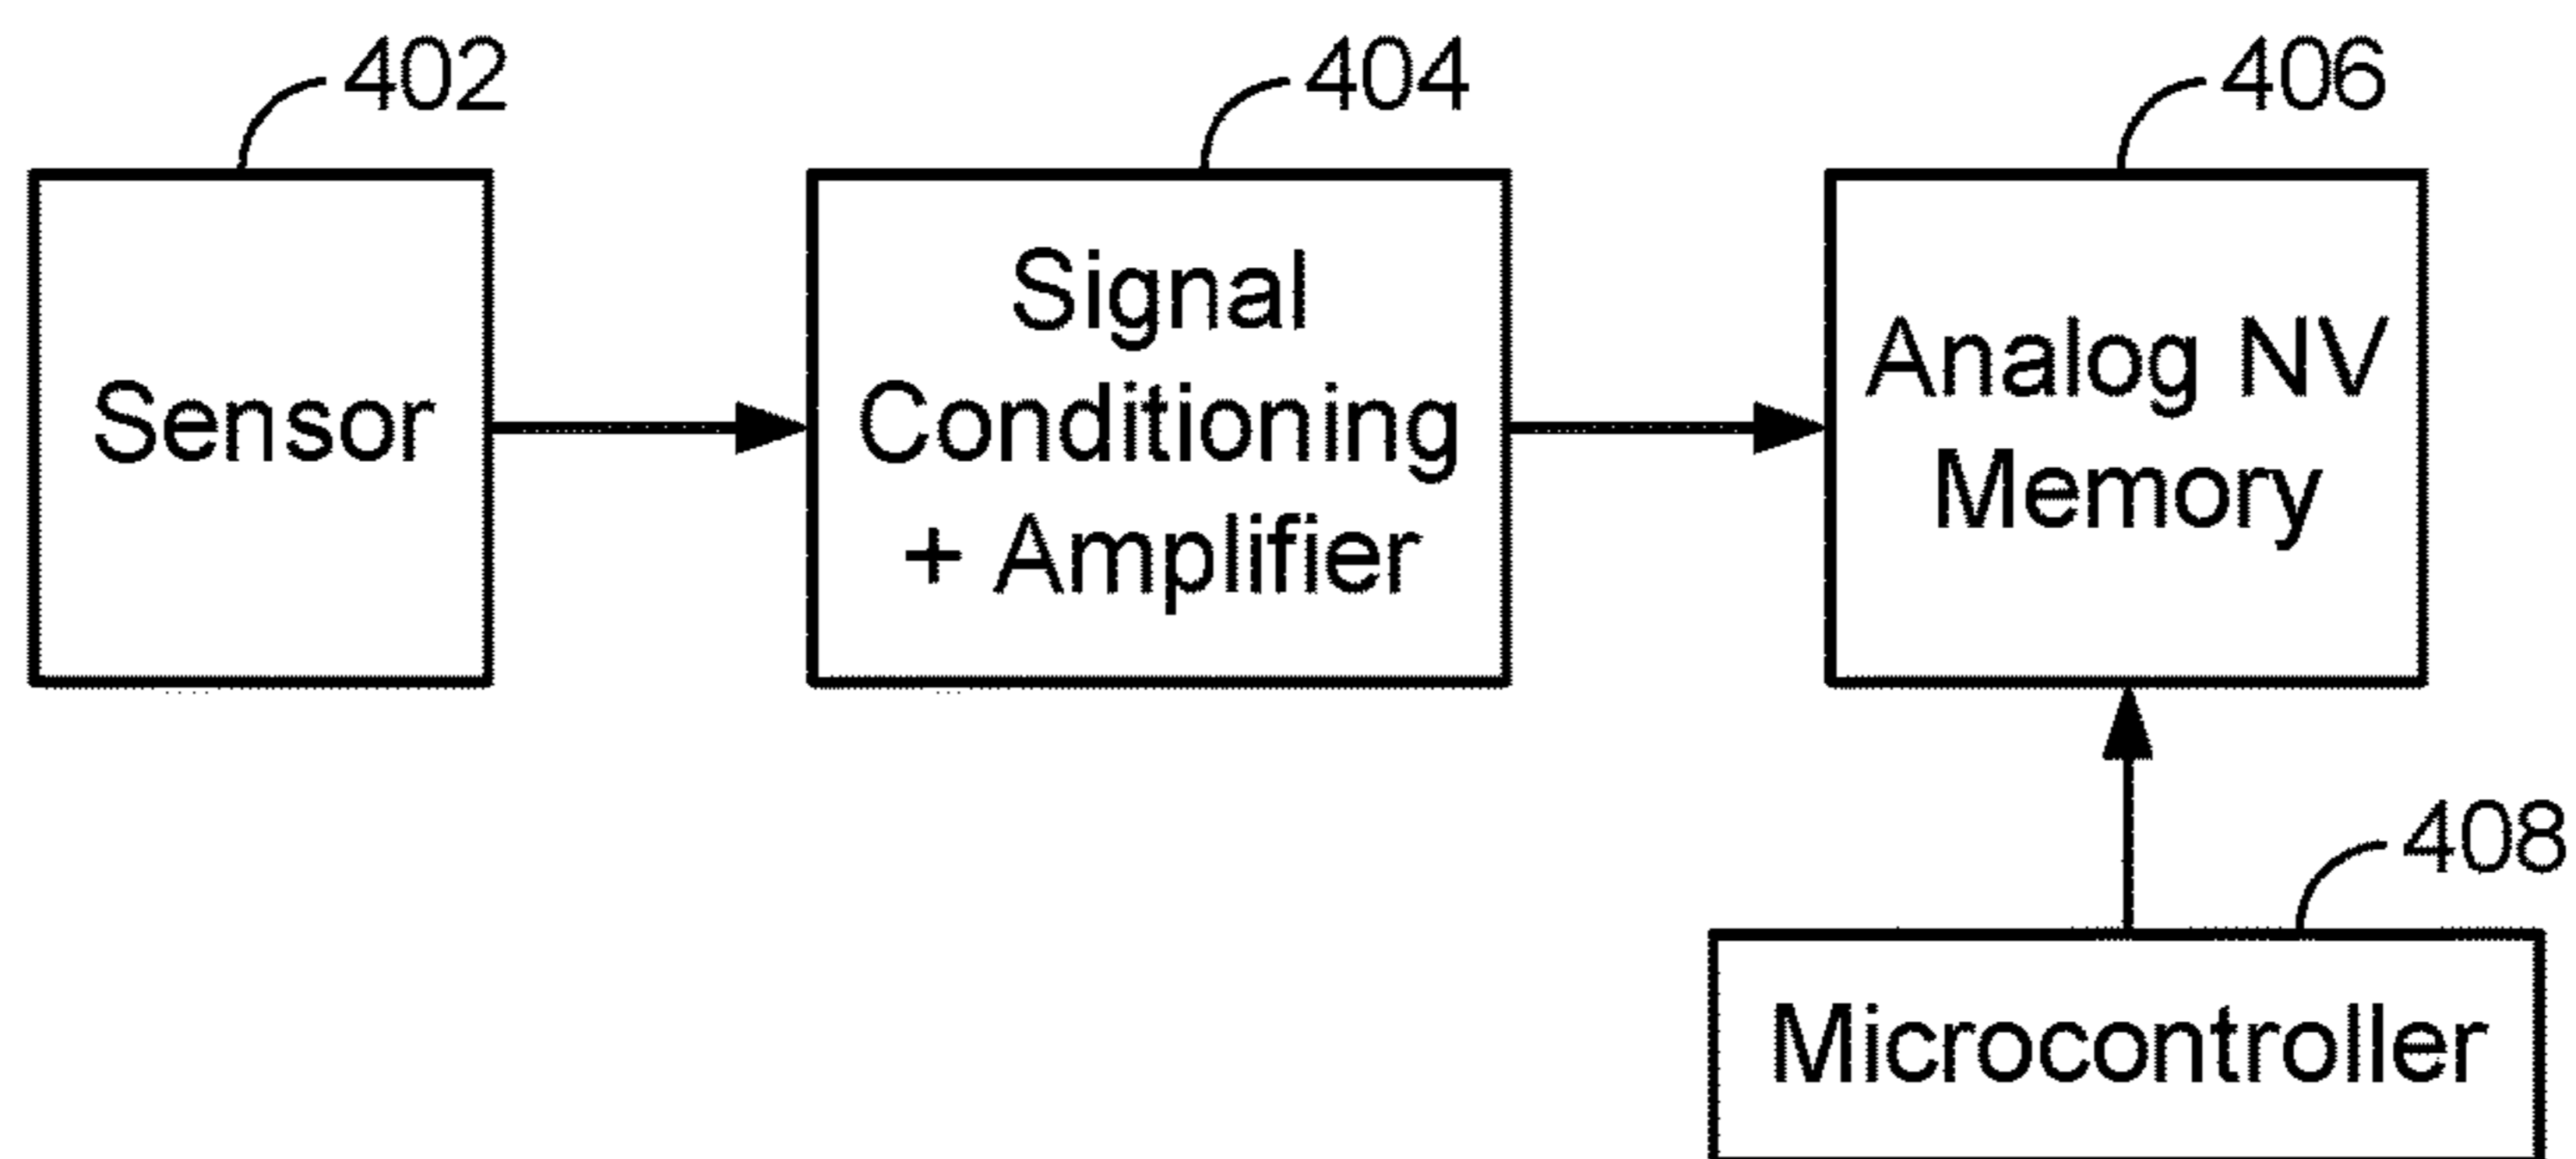 402
404
406
Sensor
Signal
Conditioning
+ Amplifier
Analog NV
Memory
408
Microcontroller